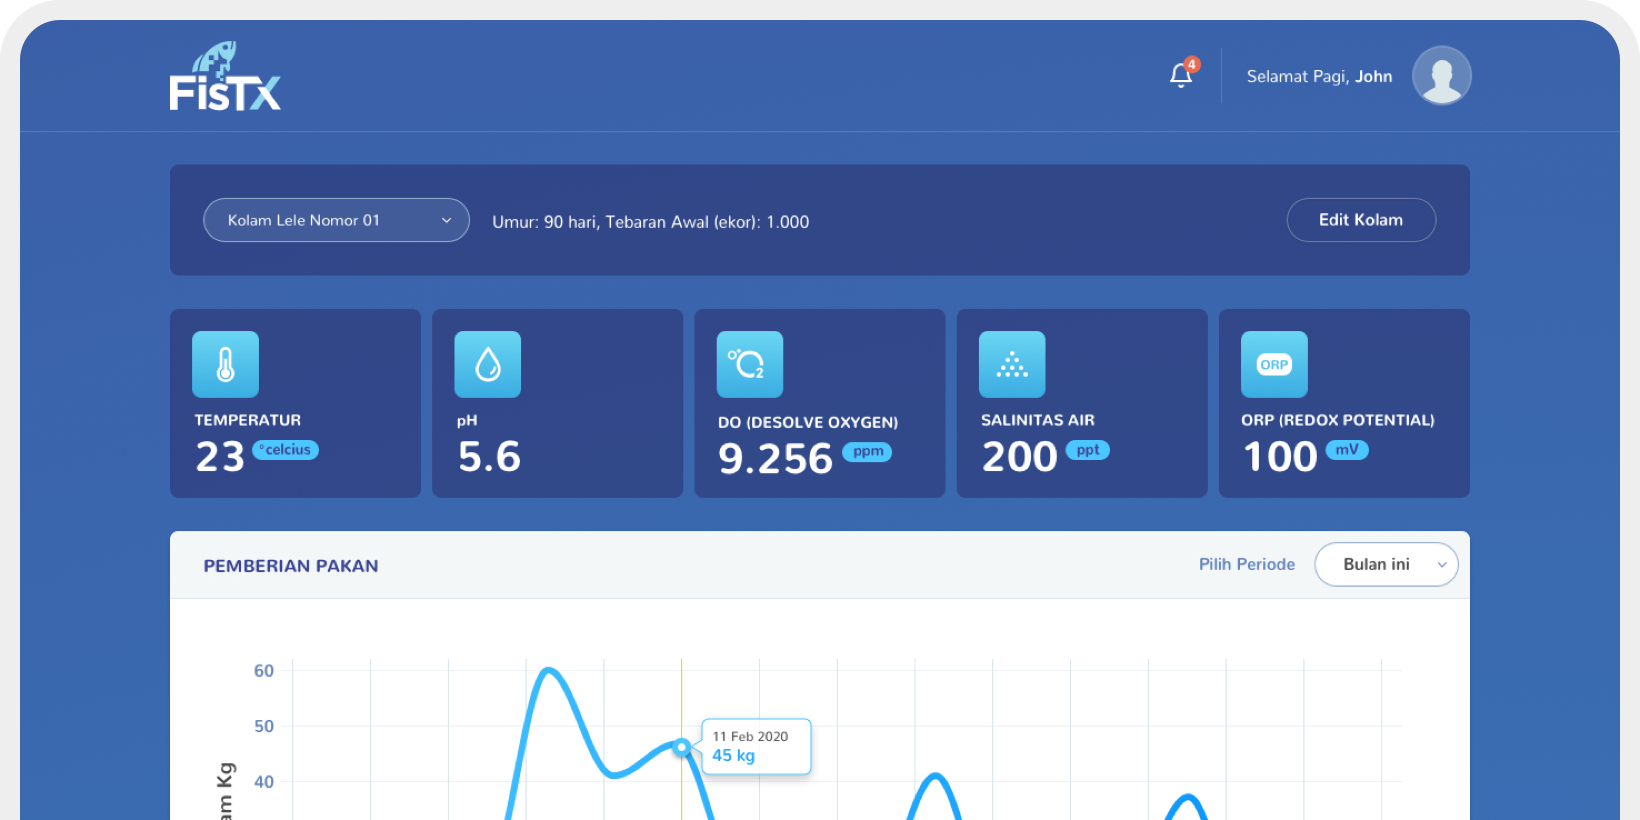 FisTX
4
Selamat Pagi, John
Kolam Lele Nomor 01
Umur: 90 hari, Tebaran Awal (ekor): 1.000
Edit Kolam
TEMPERATUR
23 °celcius
pH
5.6
O2
DO (DESOLVE OXYGEN)
9.256 ppm
SALINITAS AIR
200 ppt
ORP
ORP (REDOX POTENTIAL)
100 mV
PEMBERIAN PAKAN
Pilih Periode
Bulan ini
60
50
40
Kg
11 Feb 2020
45 kg